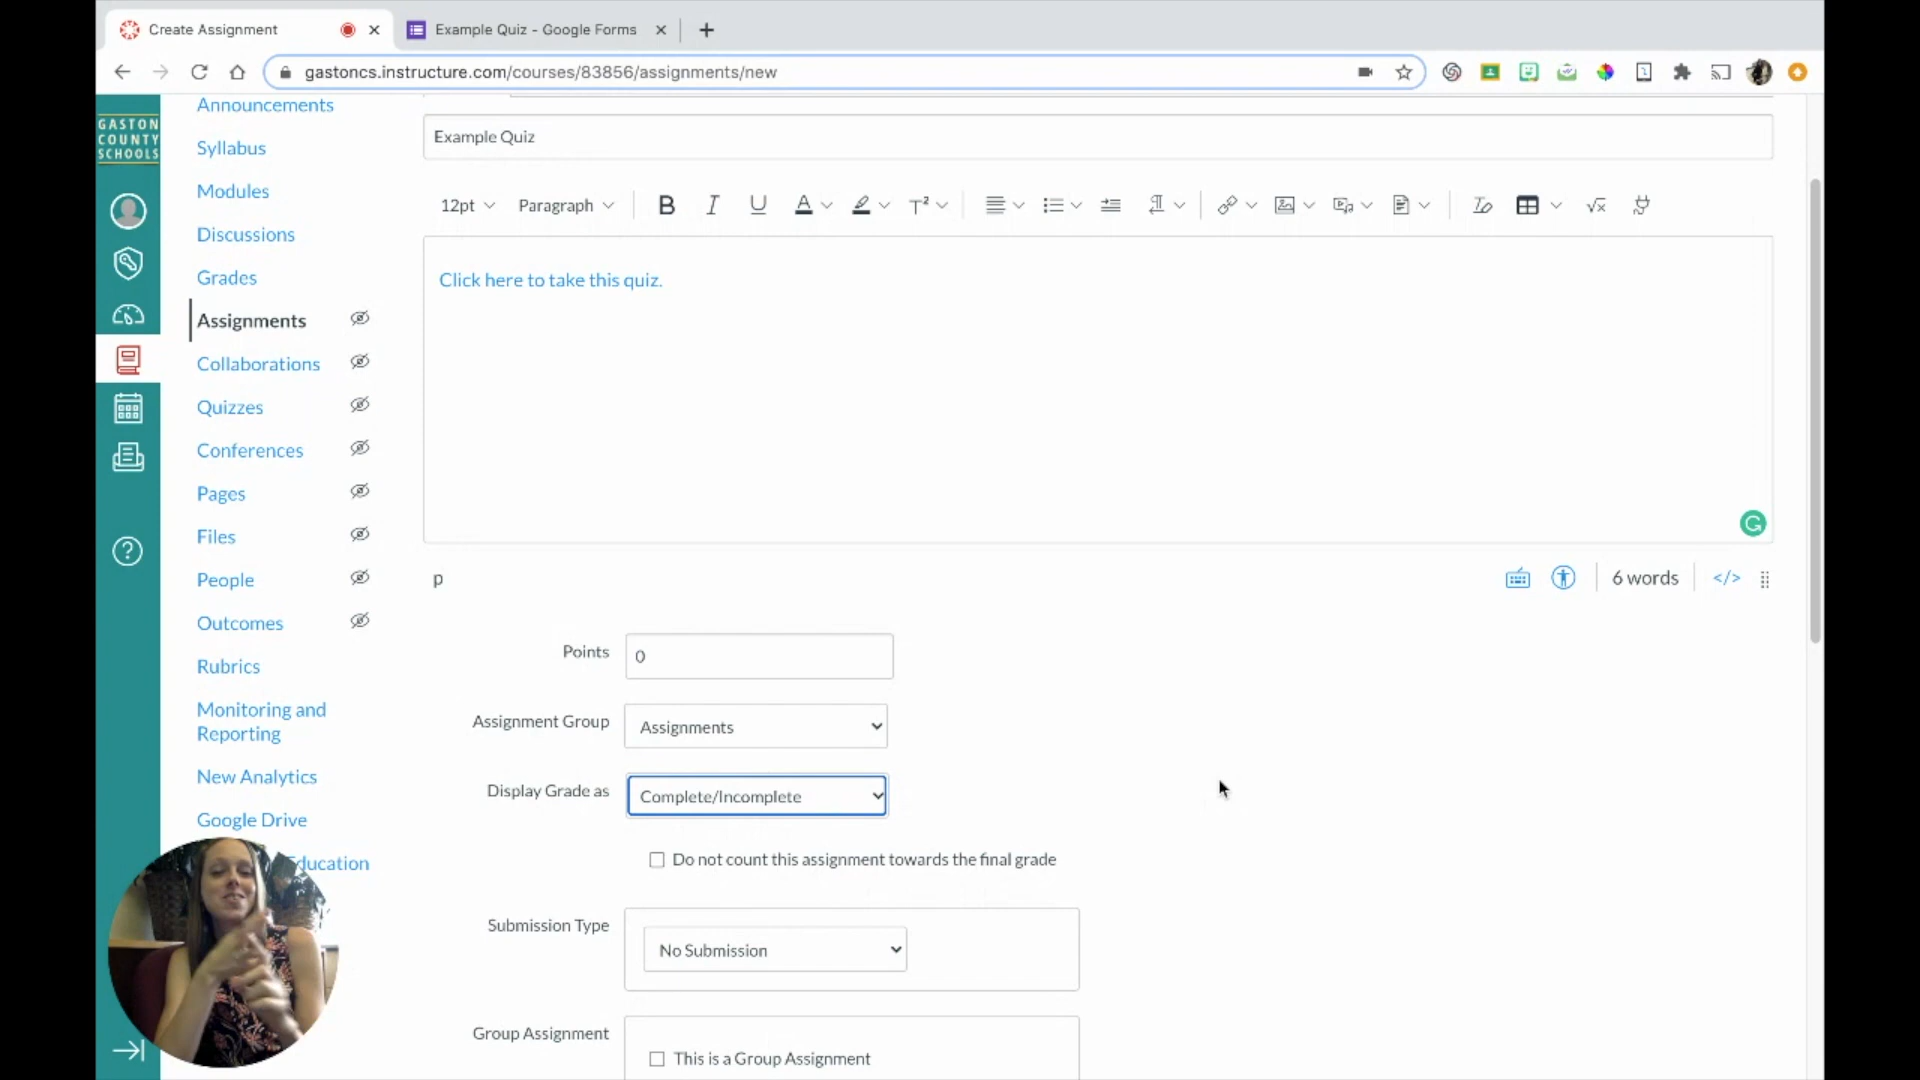 Create Assignment
Example Quiz - Google Forms
gastoncs.instructure.com/courses/83856/assignments/new
GASTON
COUNTY
SCHOOLS
Announcements
Syllabus
Modules
Discussions
Grades
Assignments
Collaborations
Quizzes
Conferences
Pages
Files
People
Outcomes
Rubrics
Monitoring and
Reporting
New Analytics
Google Drive
ducation
Example Quiz
12pt Paragraph
Click here to take this quiz.
p
6 words
Points
0
Assignment Group
Assignments
Display Grade as
Complete/Incomplete
Do not count this assignment towards the final grade
Submission Type
No Submission
Group Assignment
This is a Group Assignment